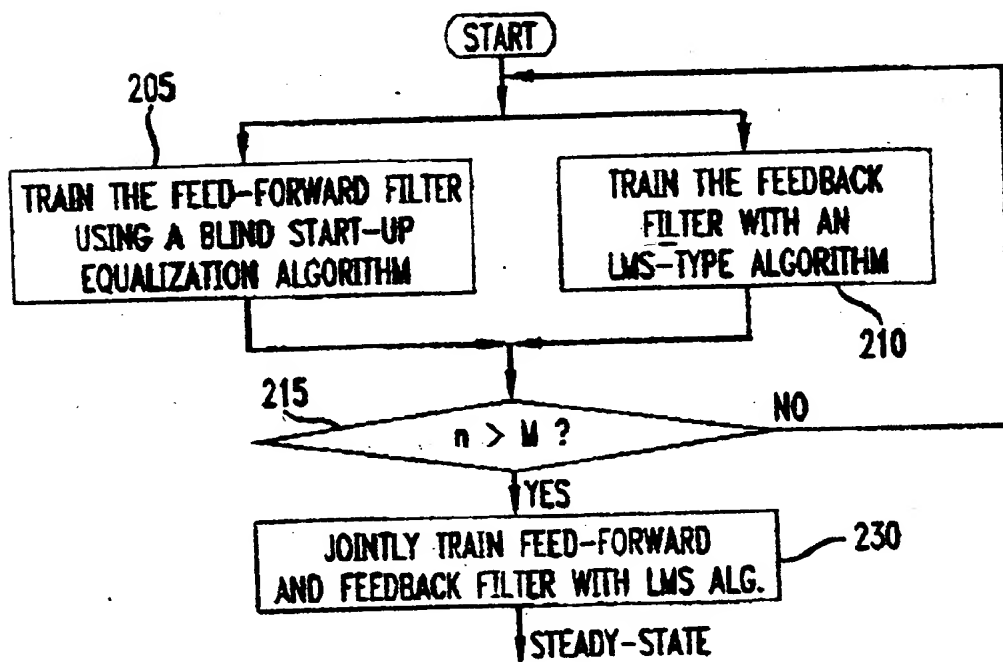 START
205
TRAIN THE FEED-FORWARD FILTER
USING A BLIND START-UP
EQUALIZATION ALGORITHM
TRAIN THE FEEDBACK
FILTER WITH AN
LMS-TYPE ALGORITHM
210
215
n > M ?
NO
YES
JOINTLY TRAIN FEED-FORWARD
AND FEEDBACK FILTER WITH LMS ALG.
230
STEADY-STATE